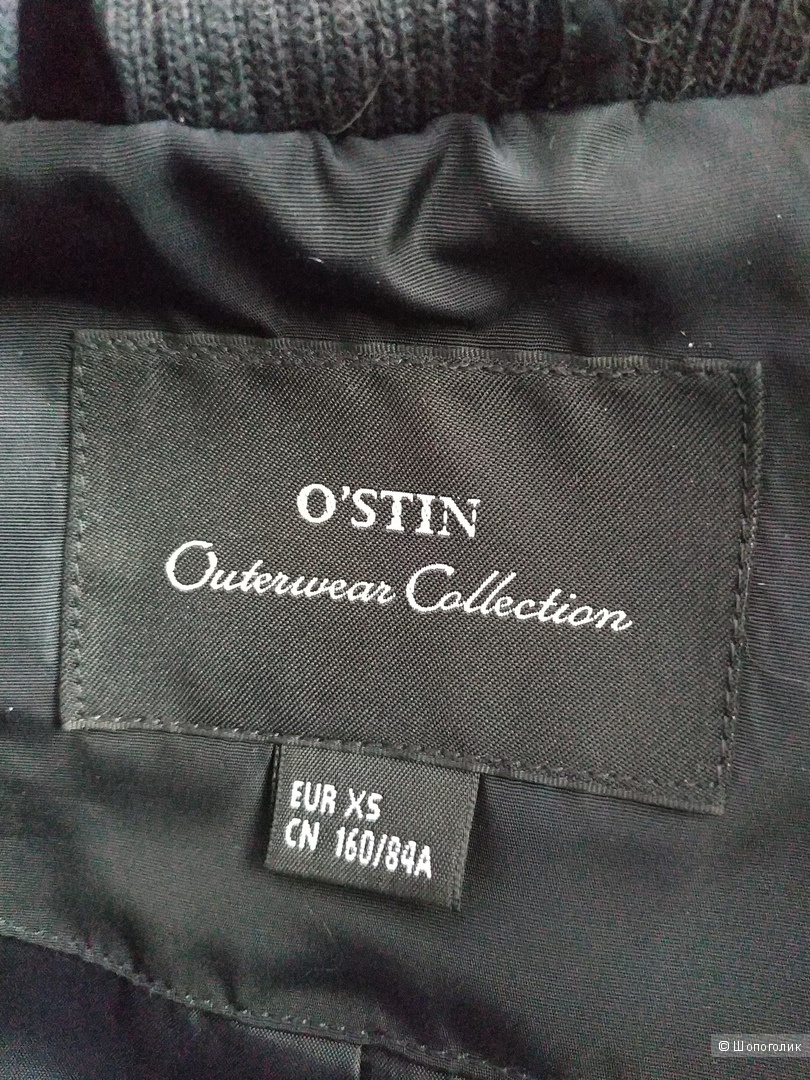 O'STIN
Outerwear Collection
EUR XS
CN 160/84A
© Шопоголик